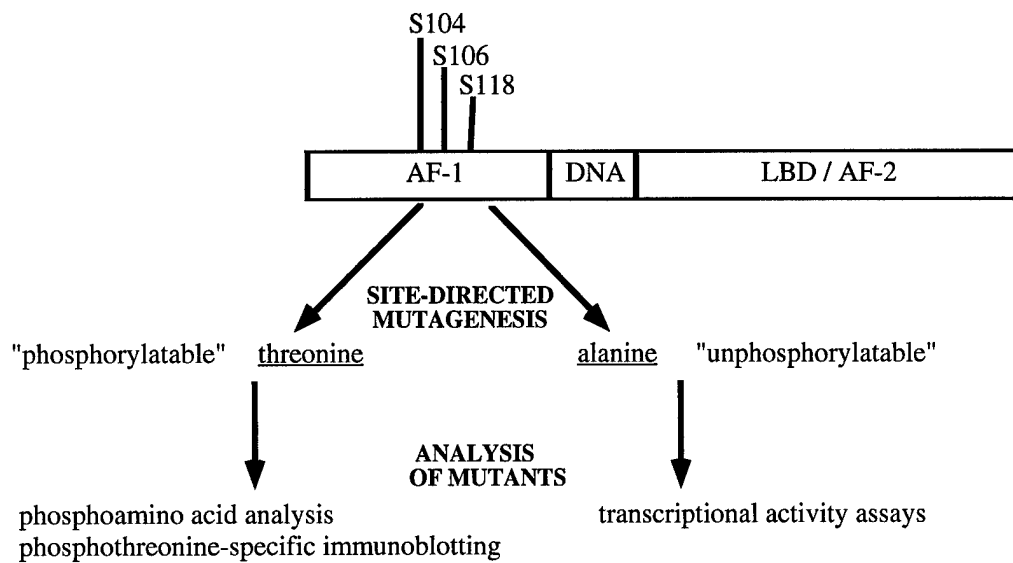 S104
S106
S118
AF-1
DNA
LBD / AF-2
SITE-DIRECTED
MUTAGENESIS
"phosphorylatable" threonine
alanine "unphosphorylatable"
ANALYSIS
OF MUTANTS
phosphoamino acid analysis
phosphothreonine-specific immunoblotting
transcriptional activity assays